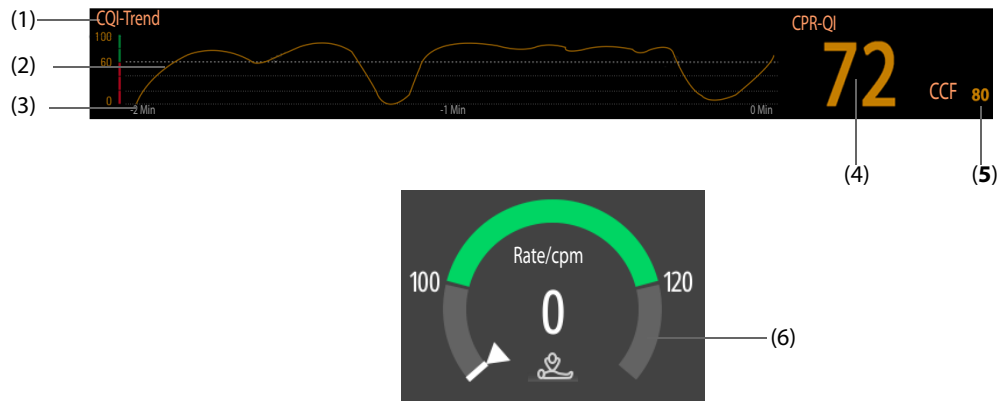 (1)
CQI-Trend
CPR-QI
100
(2)
60
72
CCF 80
(3)
0
-2 Min
-1 Min
0 Min
(4)
(5)
Rate/cpm
100
120
0
(6)